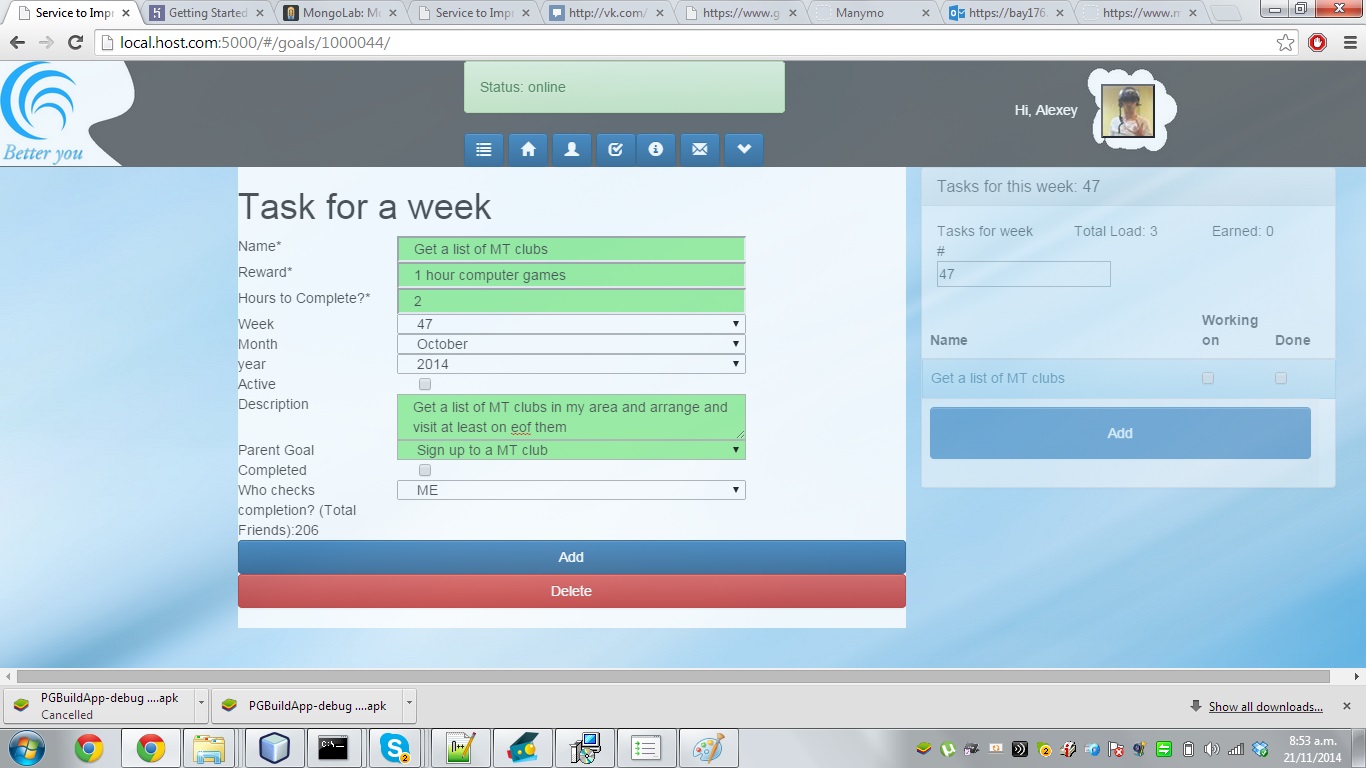 Service to Imp
Getting Started
MongoLab: M
Service to Imp
http://vk.com/
https://www.g
Manymo
https://bay176.
https://www.m
local.host.com:5000/#/goals/1000044/
Better you
Status: online
Hi, Alexey
Task for a week
Name*
Get a list of MT clubs
Reward*
1 hour computer games
Hours to Complete?*
2
Week
47
Month
October
year
2014
Active
Description
Get a list of MT clubs in my area and arrange and
visit at least on eof them
Parent Goal
Sign up to a MT club
Completed
Who checks
completion? (Total
Friends):206
ME
Add
Delete
Tasks for this week: 47
Tasks for week
#
47
Total Load: 3
Earned: 0
Name
Working
on
Done
Get a list of MT clubs
Add
PGBuildApp-debug ....apk
Cancelled
PGBuildApp-debug ....apk
Show all downloads...
8:53 a.m.
21/11/2014